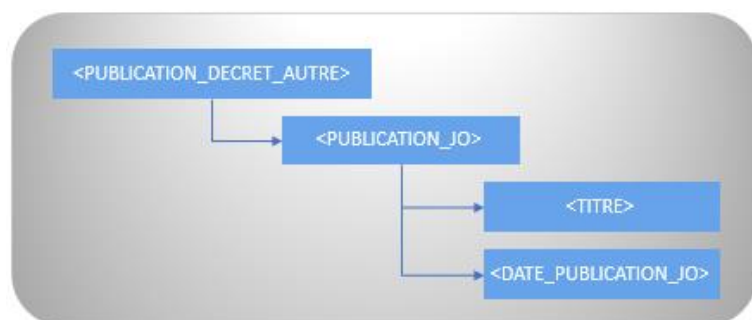 <PUBLICATION_DECRET_AUTRE>
<PUBLICATION_JO>
<TITRE>
<DATE_PUBLICATION_JO>